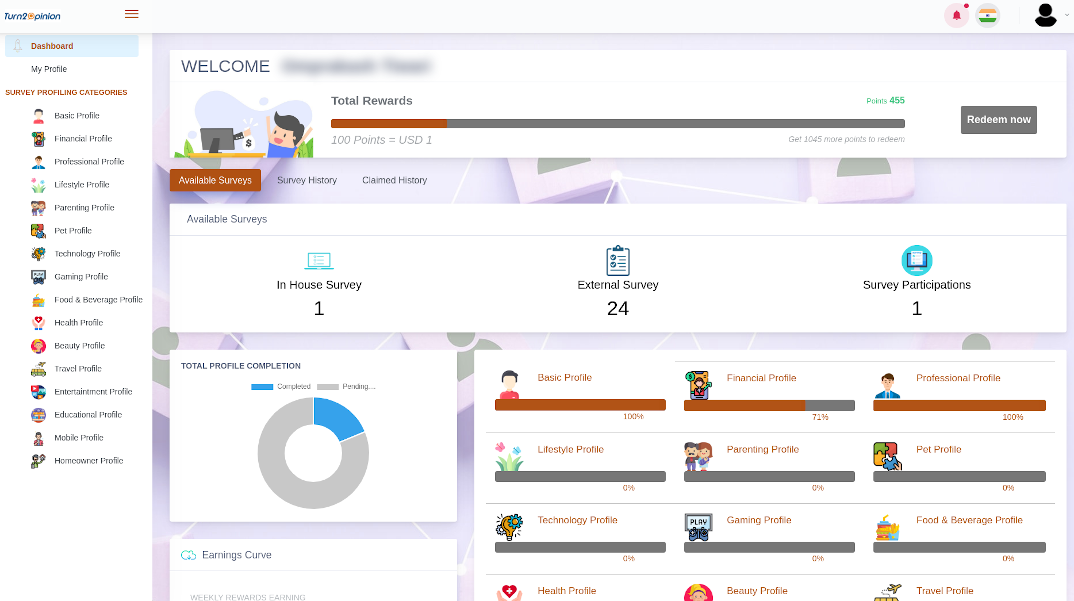 Turn2Opinion
Dashboard
My Profile
SURVEY PROFILING CATEGORIES
Basic Profile
Financial Profile
Professional Profile
Lifestyle Profile
Parenting Profile
Pet Profile
Technology Profile
Gaming Profile
Food & Beverage Profile
Health Profile
Beauty Profile
Travel Profile
Entertaintment Profile
Educational Profile
Mobile Profile
Homeowner Profile
WELCOME
Total Rewards
Points 455
100 Points = USD 1
Get 1045 more points to redeem
Redeem now
Available Surveys
Survey History
Claimed History
Available Surveys
In House Survey
1
External Survey
24
Survey Participations
1
TOTAL PROFILE COMPLETION
Completed
Pending...
Earnings Curve
WEEKLY REWARDS EARNING
Basic Profile
100%
Financial Profile
71%
Professional Profile
100%
Lifestyle Profile
0%
Parenting Profile
0%
Pet Profile
0%
Technology Profile
0%
PLAY
Gaming Profile
0%
Food & Beverage Profile
0%
Health Profile
Beauty Profile
Travel Profile